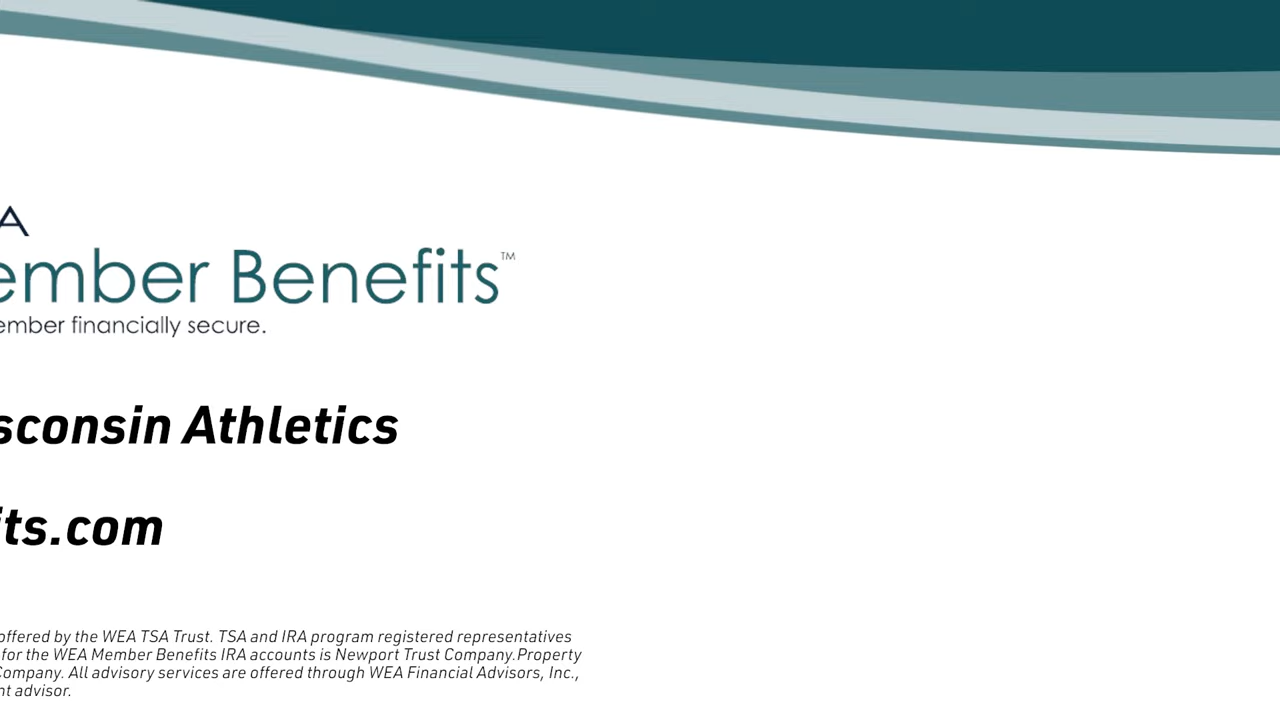 A
ember Benefits™
ember financially secure.
sconsin Athletics
its.com
offered by the WEA TSA Trust. TSA and IRA program registered representatives
for the WEA Member Benefits IRA accounts is Newport Trust Company.Property
Company. All advisory services are offered through WEA Financial Advisors, Inc.,
nt advisor.